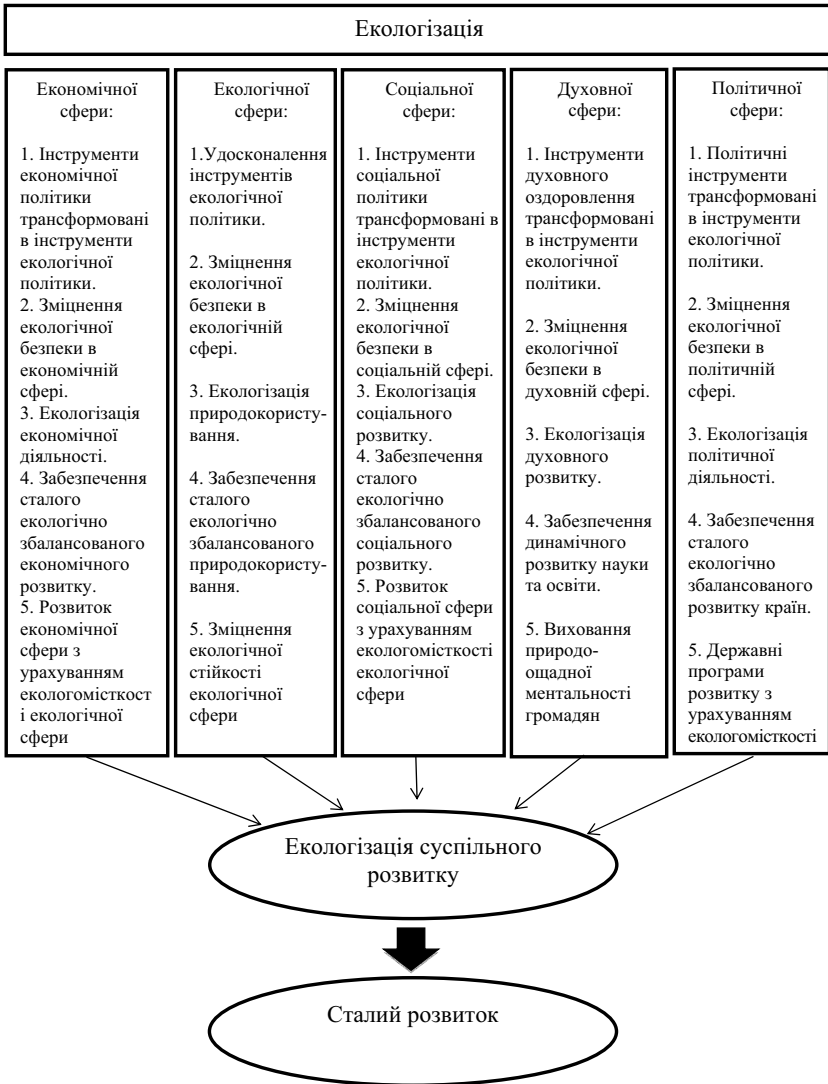 Екологізація
Економічної
сфери:
1. Інструменти
економічної
політики
трансформовані
в інструменти
екологічної
політики.
2. Зміцнення
екологічної
безпеки в
економічній
сфері.
3. Екологізація
економічної
діяльності.
4. Забезпечення
сталого
екологічно
збалансованого
економічного
розвитку.
5. Розвиток
економічної
сфери з
урахуванням
екологомісткост
і екологічної
сфери
Екологічної
сфери:
1.Удосконалення
інструментів
екологічної
політики.
2. Зміцнення
екологічної
безпеки в
екологічній
сфері.
3. Екологізація
природокористу-
вання.
4. Забезпечення
сталого
екологічно
збалансованого
природокористу-
вання.
5. Зміцнення
екологічної
стійкості
екологічної
сфери
Соціальної
сфери:
1. Інструменти
соціальної
політики
трансформовані в
інструменти
екологічної
політики.
2. Зміцнення
екологічної
безпеки в
соціальній сфері.
3. Екологізація
соціального
розвитку.
4. Забезпечення
сталого
екологічно
збалансованого
соціального
розвитку.
5. Розвиток
соціальної сфери
з урахуванням
екологомісткості
екологічної
сфери
Духовної
сфери:
1. Інструменти
духовного
оздоровлення
трансформовані
в інструменти
екологічної
політики.
2. Зміцнення
екологічної
безпеки в
духовній сфері.
3. Екологізація
духовного
розвитку.
4. Забезпечення
динамічного
розвитку науки
та освіти.
5. Виховання
природо-
ощадної
ментальності
громадян
Політичної
сфери:
1. Політичні
інструменти
трансформовані
в інструменти
екологічної
політики.
2. Зміцнення
екологічної
безпеки в
політичній
сфері.
3. Екологізація
політичної
діяльності.
4. Забезпечення
сталого
екологічно
збалансованого
розвитку країн.
5. Державні
програми
розвитку з
урахуванням
екологомісткості
Екологізація суспільного
розвитку
Сталий розвиток